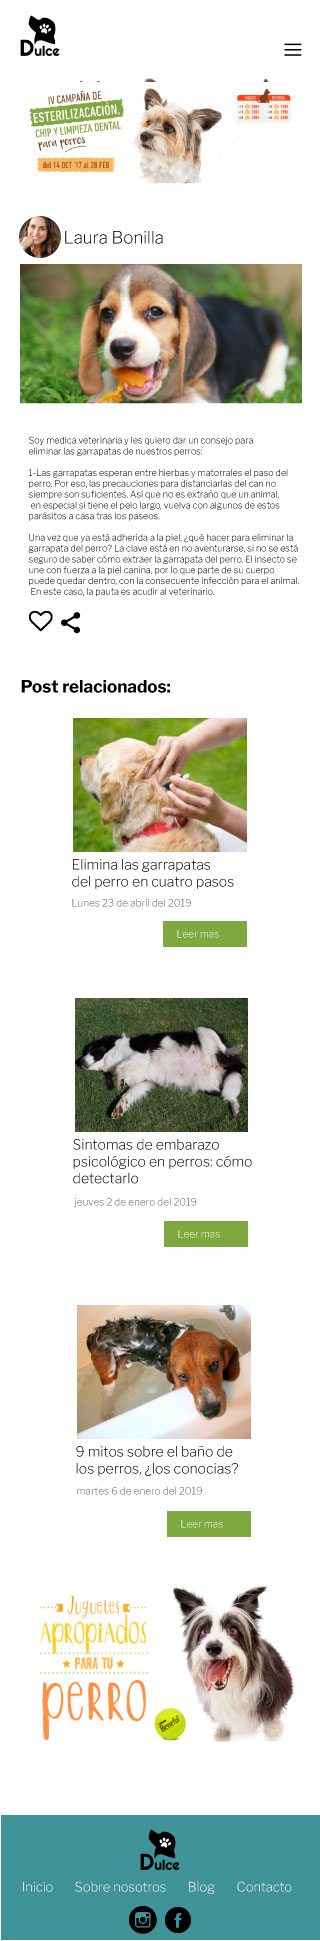 Dulce
IV CAMPAÑA DE
ESTERILIZACACIÓN,
CHIP Y LIMPIEZA DENTAL
para perros
del 14 OCT '17 al 28 FEB
Laura Bonilla
Soy medica veterinaria y les quiero dar un consejo para
eliminar las garrapatas de nuestros perros:
1-Las garrapatas esperan entre hierbas y matorrales el paso del
perro. Por eso, las precauciones para distanciarlas del can no
siempre son suficientes. Así que no es extraño que un animal,
en especial si tiene el pelo largo, vuelva con algunos de estos
parásitos a casa tras los paseos.
Una vez que ya está adherida a la piel, ¿qué hacer para eliminar la
garrapata del perro? La clave está en no aventurarse, si no se está
seguro de saber cómo extraer la garrapata del perro. El insecto se
une con fuerza a la piel canina, por lo que parte de su cuerpo
puede quedar dentro, con la consecuente infección para el animal.
En este caso, la pauta es acudir al veterinario.
Post relacionados:
Elimina las garrapatas
del perro en cuatro pasos
Lunes 23 de abril del 2019
Leer mas
Sintomas de embarazo
psicológico en perros: cómo
detectarlo
jeuves 2 de enero del 2019
Leer mas
9 mitos sobre el baño de
los perros, ¿los conocias?
martes 6 de enero del 2019
Leer mas
Juguetes
APROPIADOS
PARA TU
perro
Beneful
Dulce
Inicio Sobre nosotros Blog Contacto